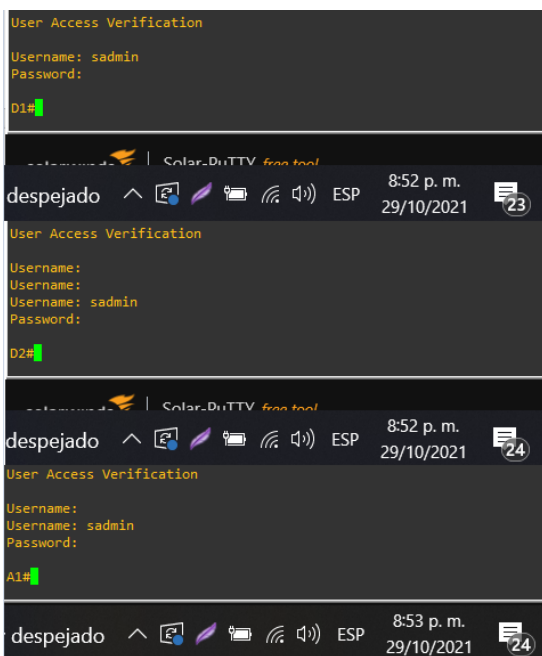 User Access Verification
Username: sadmin
Password:
D1#
Solar-PuTTY free tool
despejado ESP 8:52 p. m.
29/10/2021
23
User Access Verification
Username:
Username:
Username: sadmin
Password:
D2#
Solar-PuTTY free tool
despejado ESP 8:52 p. m.
29/10/2021
24
User Access Verification
Username:
Username: sadmin
Password:
A1#
despejado ESP 8:53 p. m.
29/10/2021
24